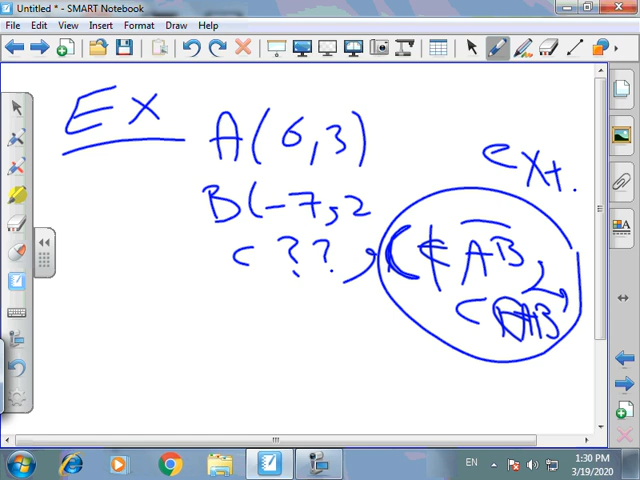 Untitled * - SMART Notebook
File Edit View Insert Format Tools Draw Help
Ex
A(6,3)
B(-7,2
C ??, C ∉ AB,
ext.
EN 1:30 PM
3/19/2020